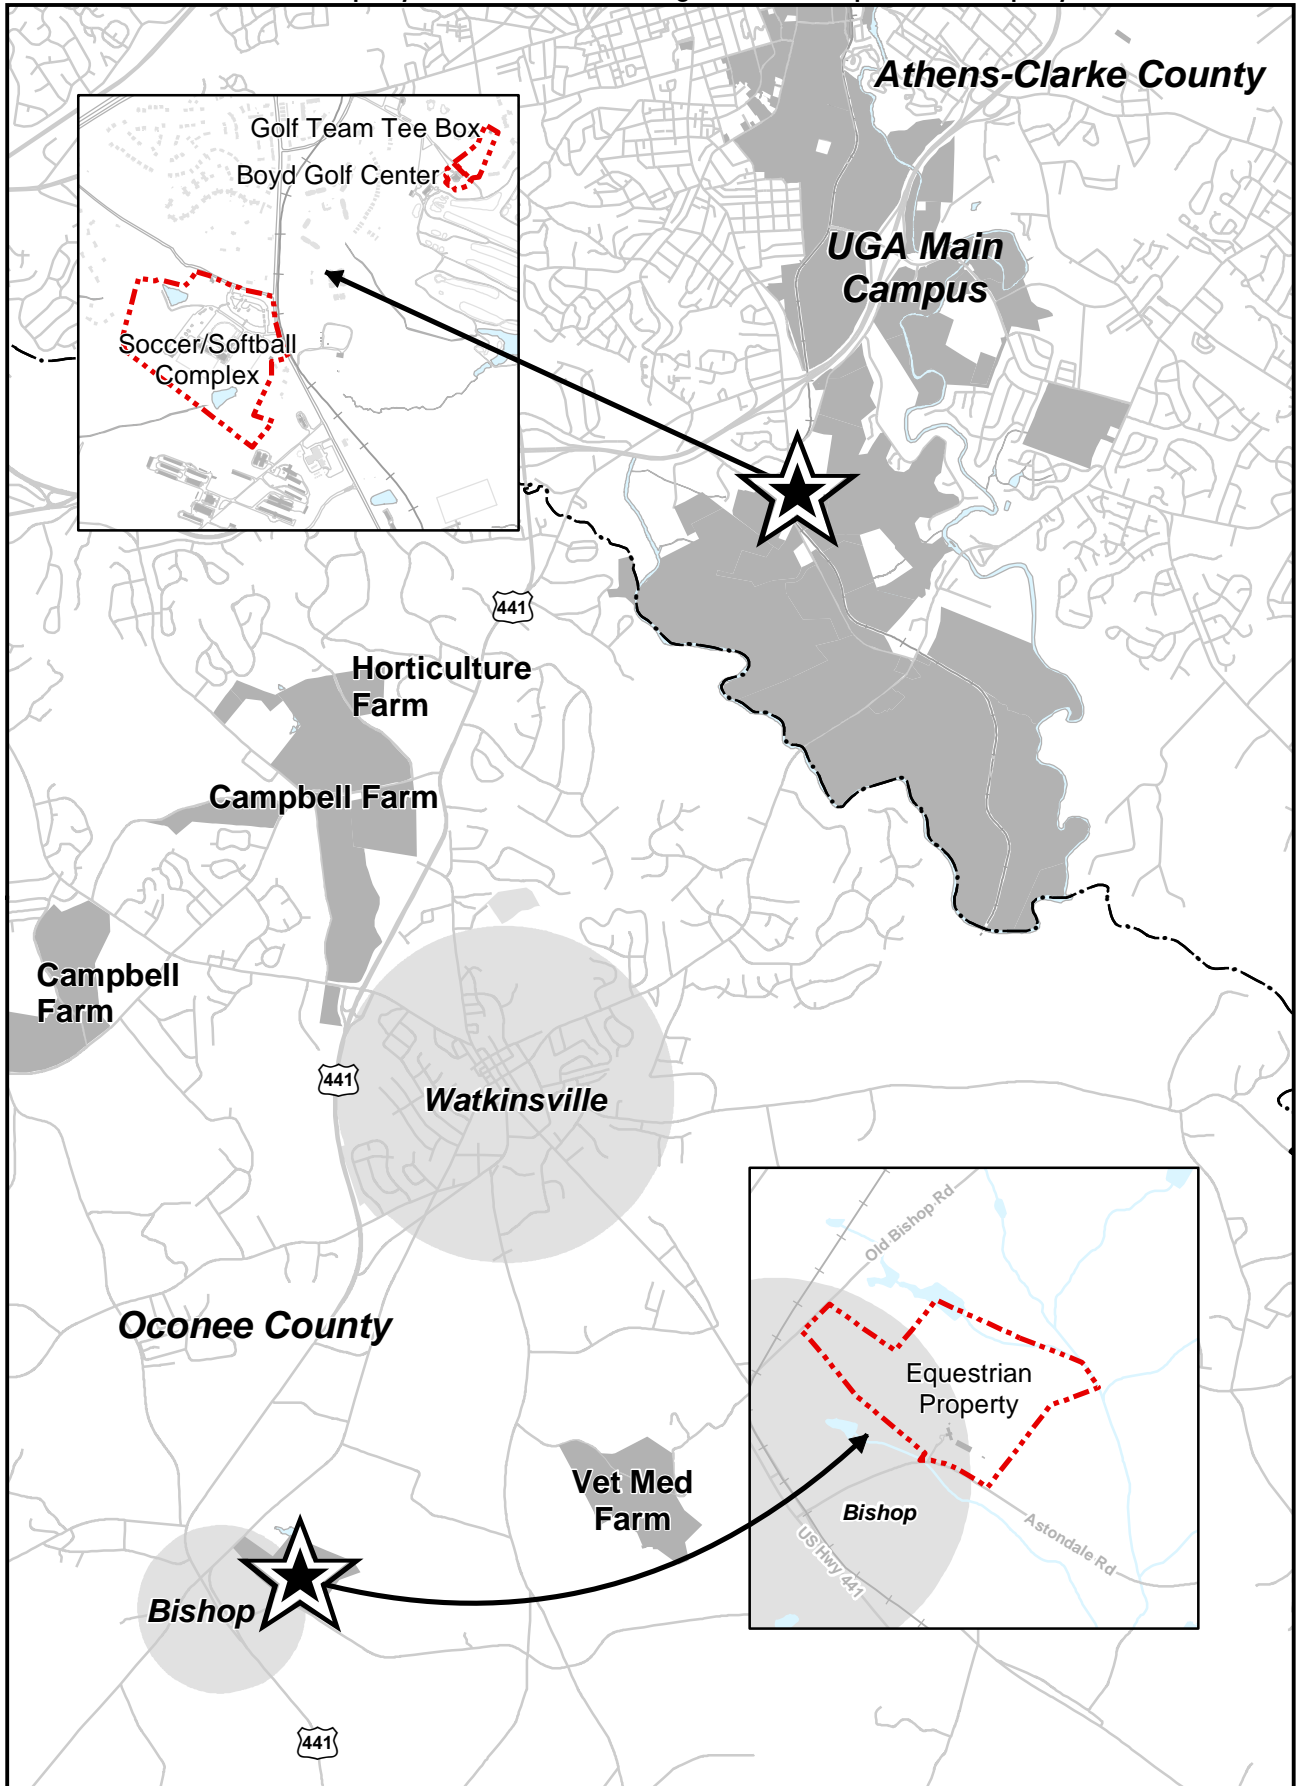 Athens-Clarke County
Golf Team Tee Box
Boyd Golf Center
UGA Main
Campus
Soccer/Softball
Complex
441
Horticulture
Farm
Campbell Farm
Campbell
Farm
441
Watkinsville
Old Bishop Rd
Oconee County
Equestrian
Property
Vet Med
Farm
Bishop
Astondale Rd
US Hwy 441
Bishop
441